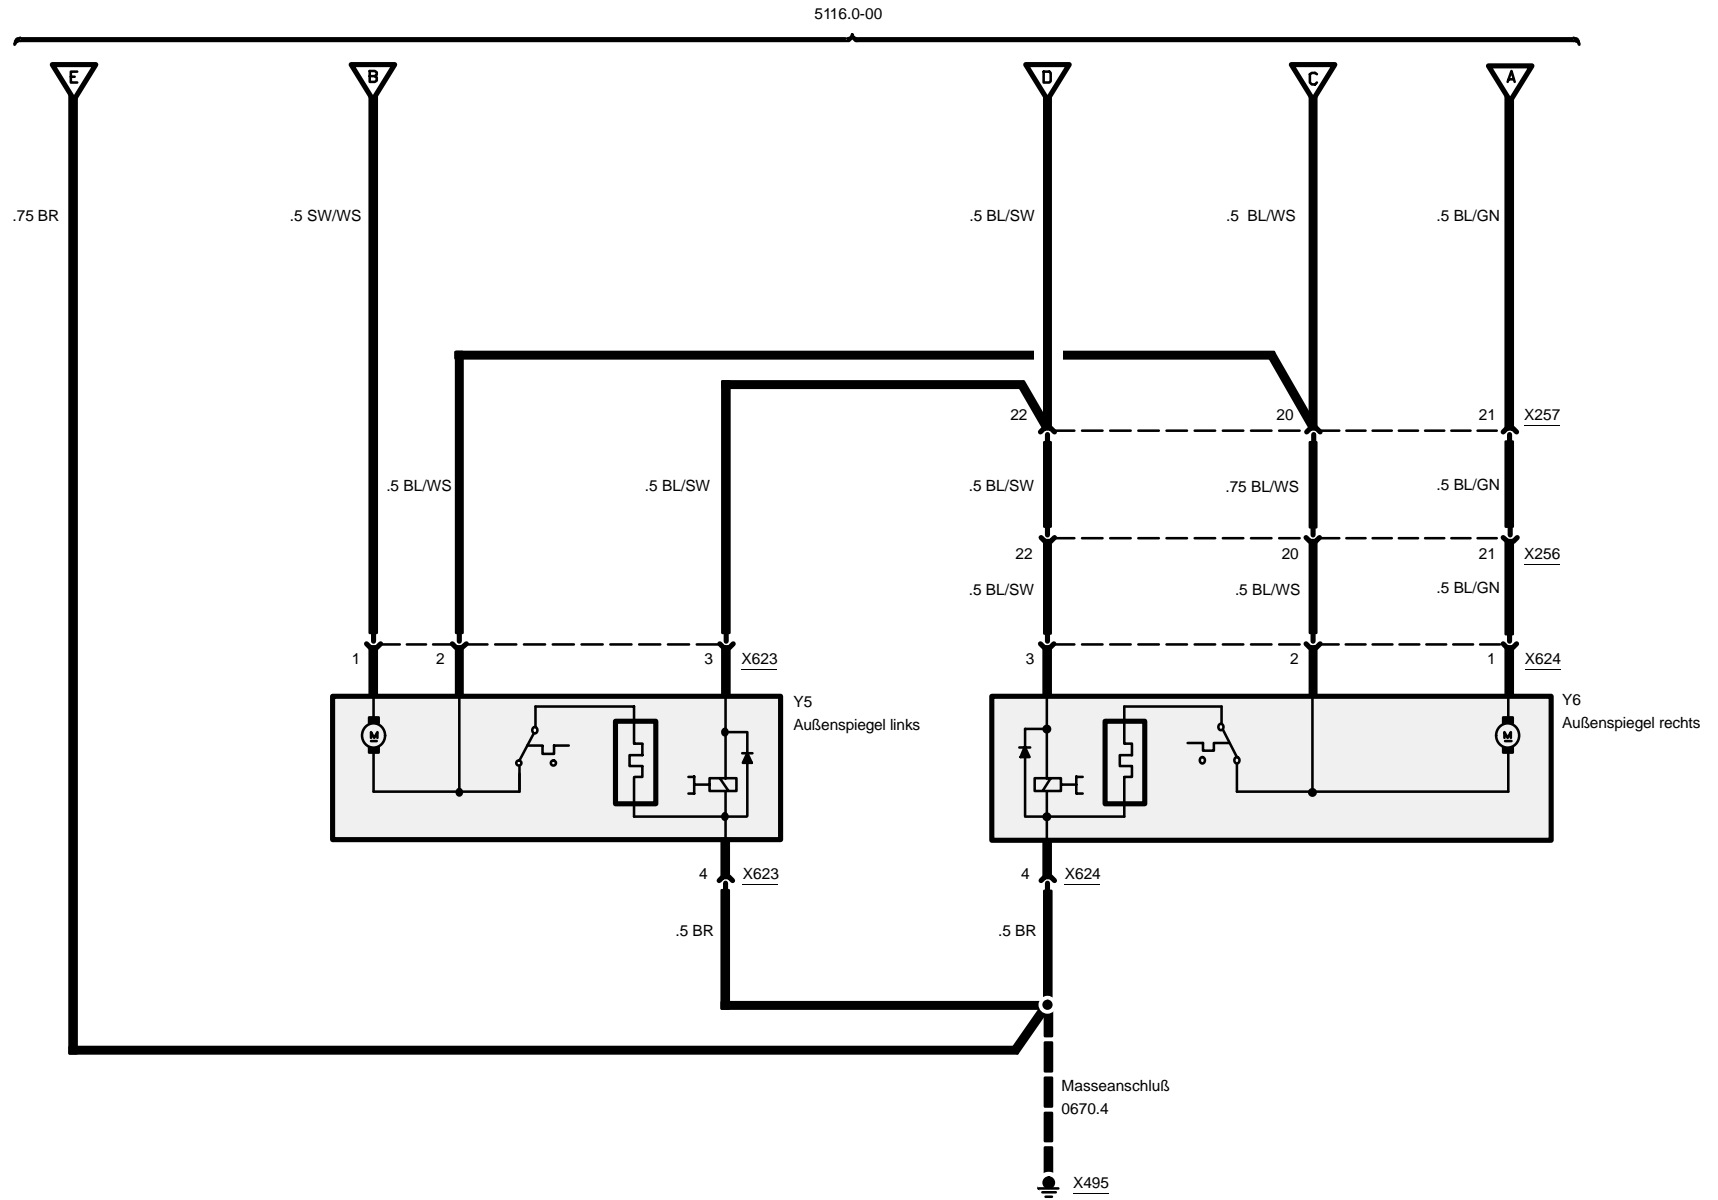 5116.0-00
E
B
D
C
A
.75 BR
.5 SW/WS
.5 BL/SW
.5 BL/WS
.5 BL/GN
22
20
21
X257
.5 BL/WS
.5 BL/SW
.5 BL/SW
.75 BL/WS
.5 BL/GN
22
20
21
X256
.5 BL/SW
.5 BL/WS
.5 BL/GN
1
2
3
X623
3
2
1
X624
Y5
Außenspiegel links
M
Y6
Außenspiegel rechts
M
4
X623
4
X624
.5 BR
.5 BR
Masseanschluß
0670.4
X495